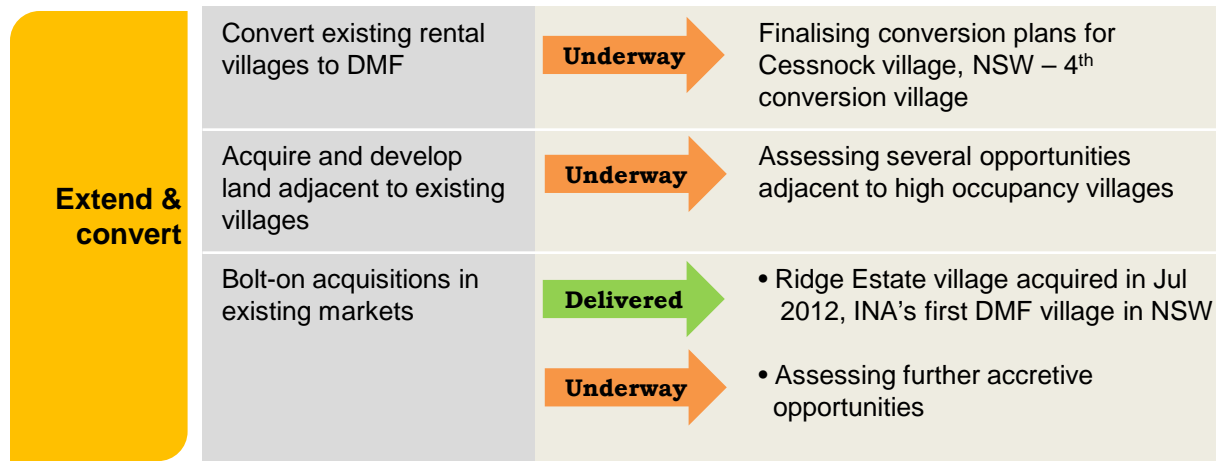 Extend &
convert
Convert existing rental
villages to DMF
Underway
Finalising conversion plans for
Cessnock village, NSW – 4th
conversion village
Acquire and develop
land adjacent to existing
villages
Underway
Assessing several opportunities
adjacent to high occupancy villages
Bolt-on acquisitions in
existing markets
Delivered
• Ridge Estate village acquired in Jul
2012, INA’s first DMF village in NSW
Underway
• Assessing further accretive
opportunities